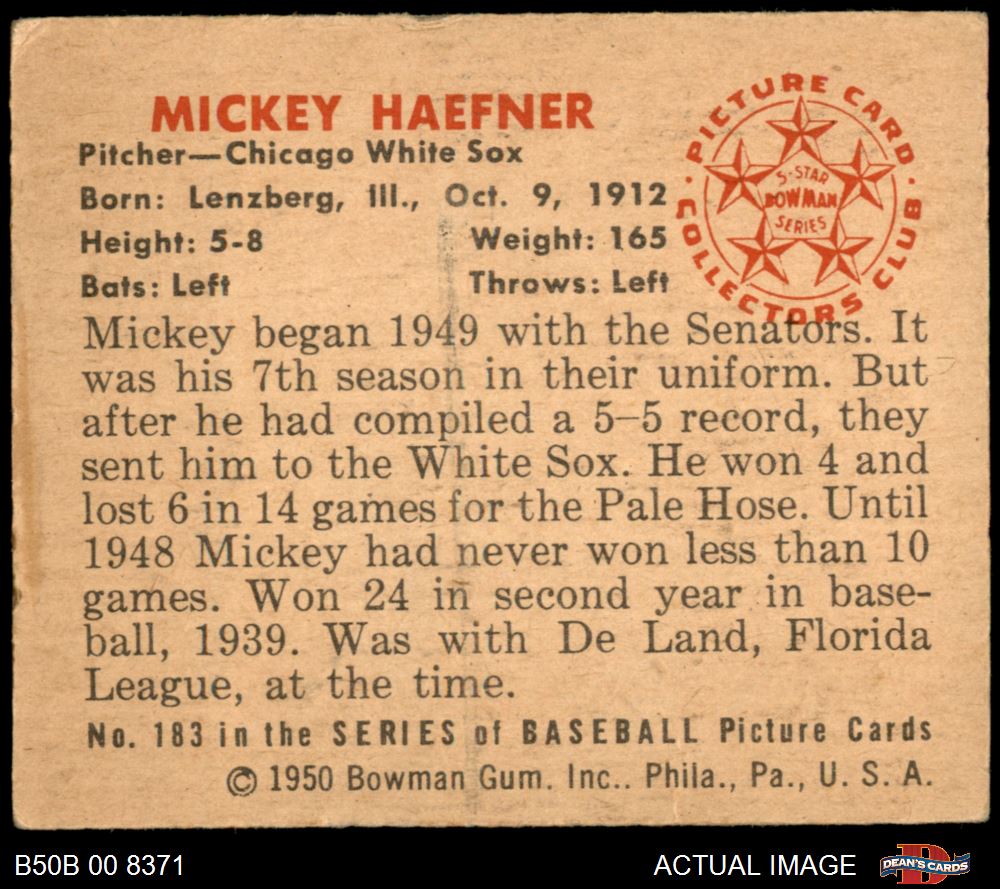 MICKEY HAEFNER
Pitcher—Chicago White Sox
Born: Lenzberg, Ill., Oct. 9, 1912
Height: 5-8 Weight: 165
Bats: Left Throws: Left
PICTURE CARD
COLLECTORS CLUB
5-STAR
BOWMAN
SERIES
Mickey began 1949 with the Senators. It
was his 7th season in their uniform. But
after he had compiled a 5–5 record, they
sent him to the White Sox. He won 4 and
lost 6 in 14 games for the Pale Hose. Until
1948 Mickey had never won less than 10
games. Won 24 in second year in base-
ball, 1939. Was with De Land, Florida
League, at the time.
No. 183 in the SERIES of BASEBALL Picture Cards
© 1950 Bowman Gum. Inc.. Phila., Pa., U. S. A.
B50B 00 8371
ACTUAL IMAGE
DEAN'S CARDS